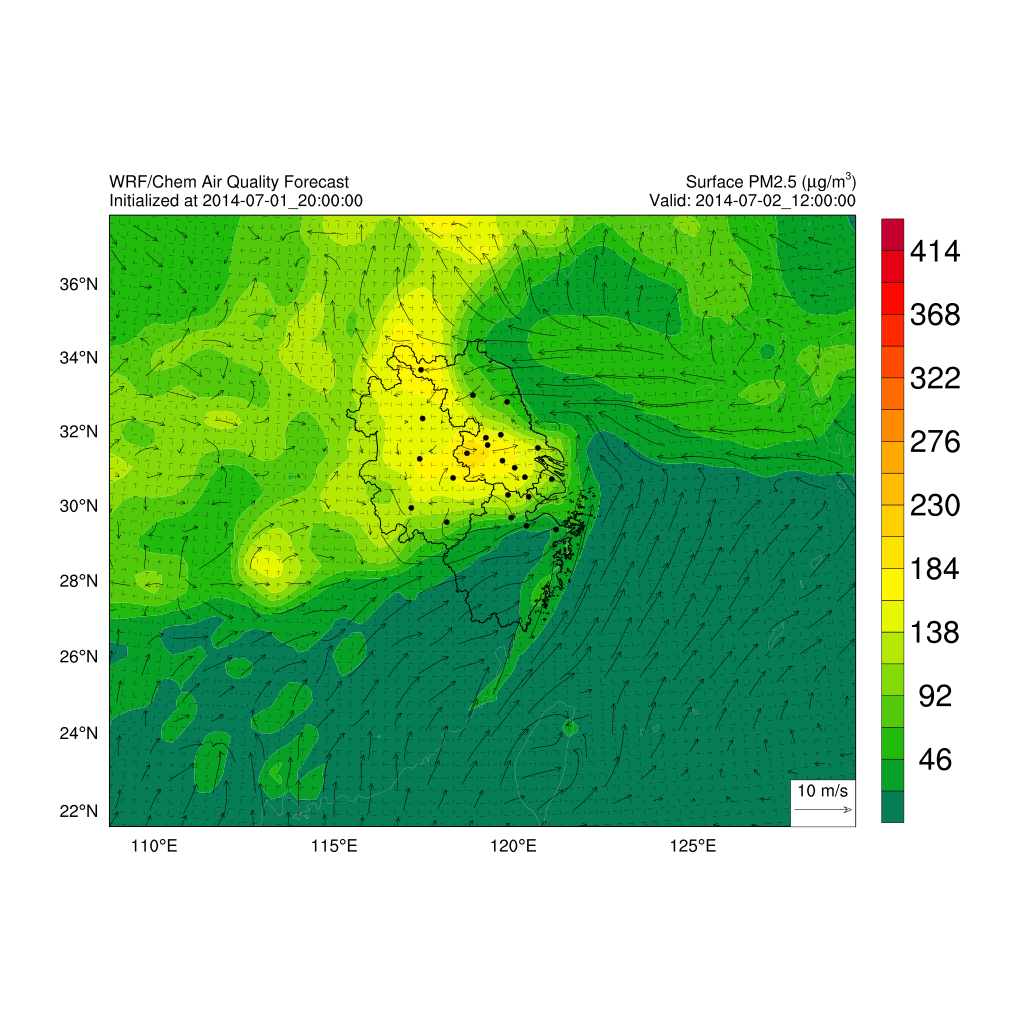 WRF/Chem Air Quality Forecast
Surface PM2.5 (μg/m³)
Initialized at 2014-07-01_20:00:00
Valid: 2014-07-02_12:00:00
36°N
34°N
32°N
30°N
28°N
26°N
24°N
22°N
110°E
115°E
120°E
125°E
10 m/s
414
368
322
276
230
184
138
92
46